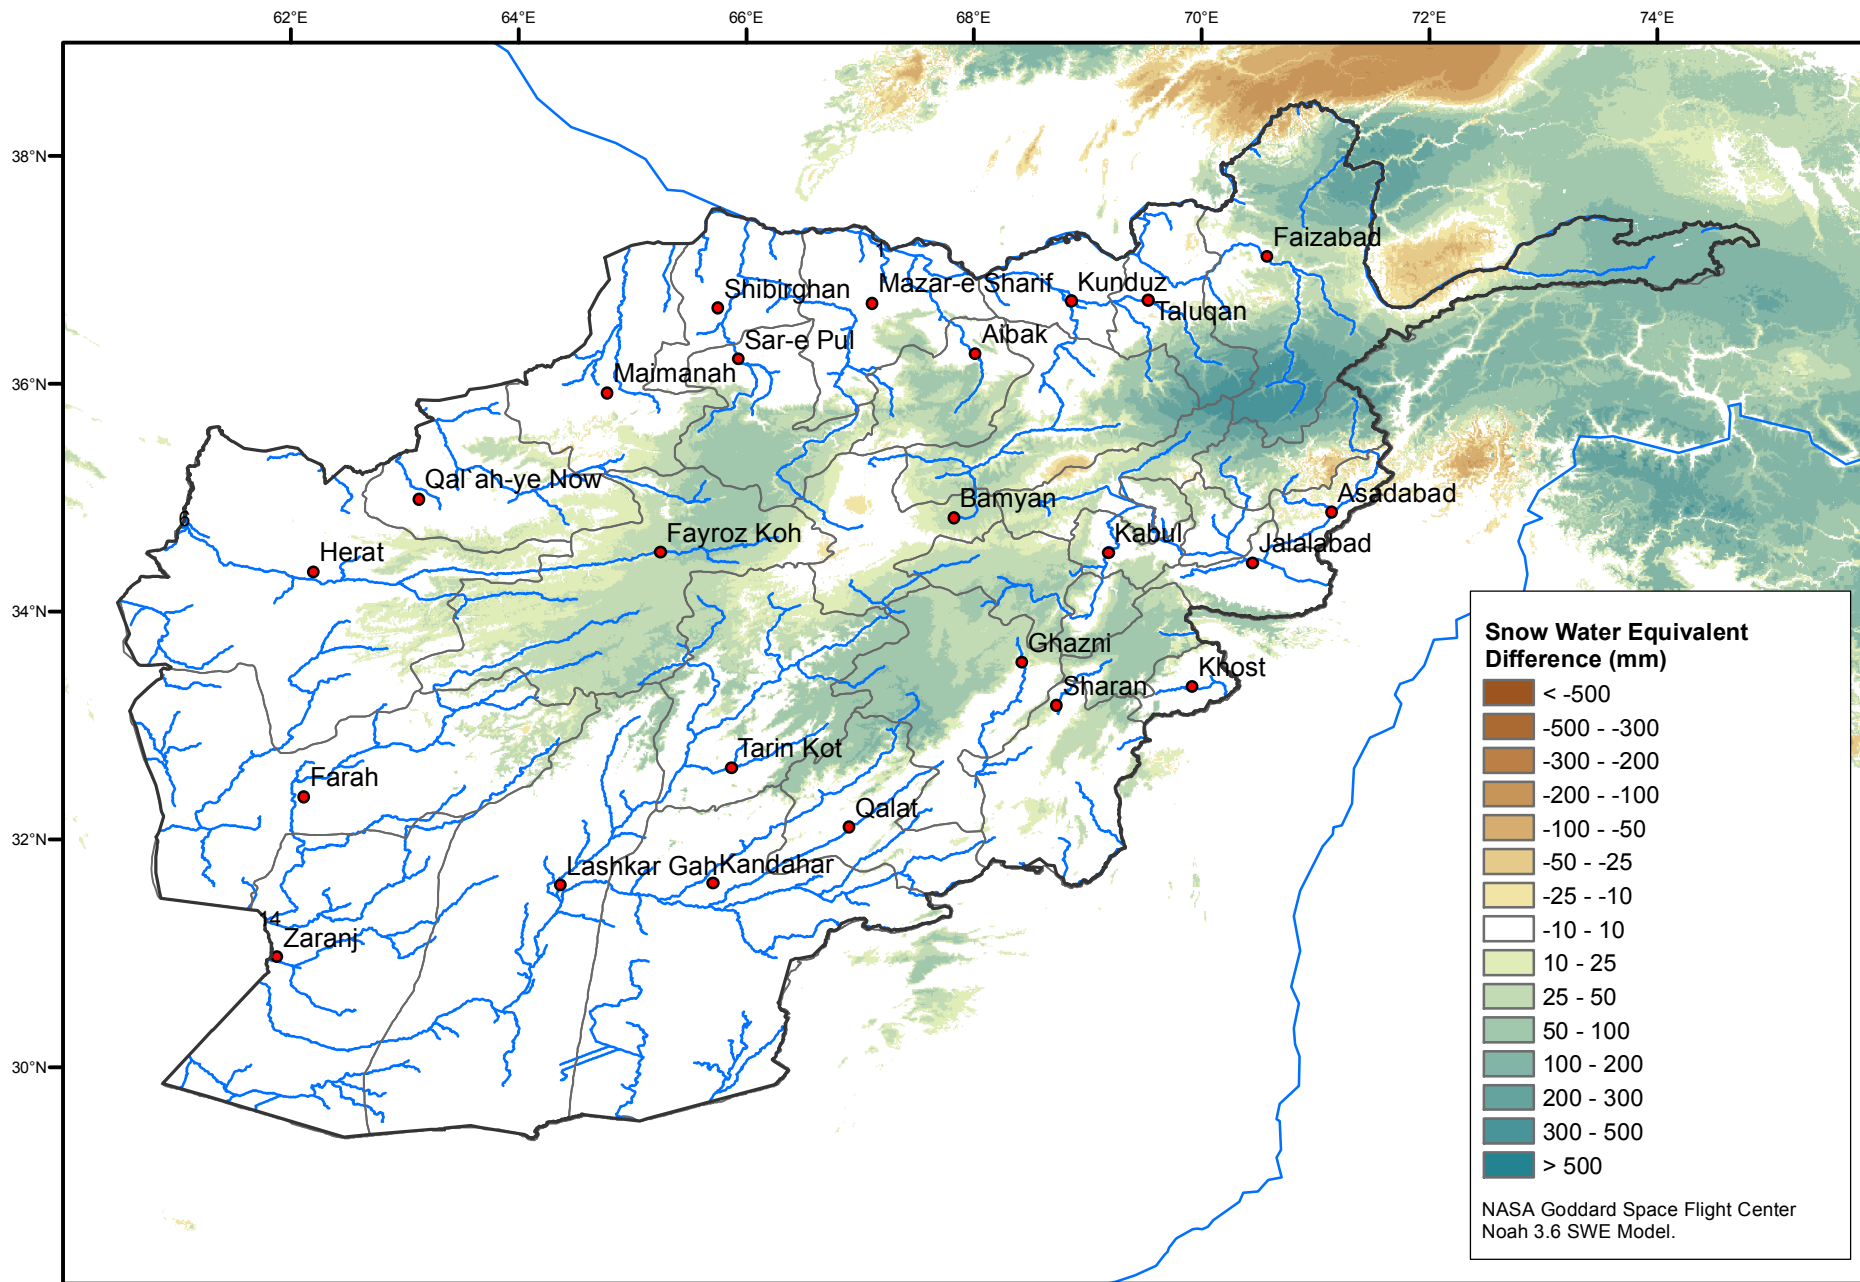 62°E
64°E
66°E
68°E
70°E
72°E
74°E
38°N
36°N
34°N
32°N
30°N
Faizabad
Shibirghan
Mazar-e Sharif
Kunduz
Taluqan
Sar-e Pul
Aibak
Maimanah
Qal`ah-ye Now
Bamyan
Asadabad
6
Herat
Fayroz Koh
Kabul
Jalalabad
Ghazni
Khost
Sharan
Tarin Kot
Farah
Qalat
Lashkar Gah
Kandahar
14
Zaranj
Snow Water Equivalent
Difference (mm)
< -500
-500 - -300
-300 - -200
-200 - -100
-100 - -50
-50 - -25
-25 - -10
-10 - 10
10 - 25
25 - 50
50 - 100
100 - 200
200 - 300
300 - 500
> 500
NASA Goddard Space Flight Center
Noah 3.6 SWE Model.